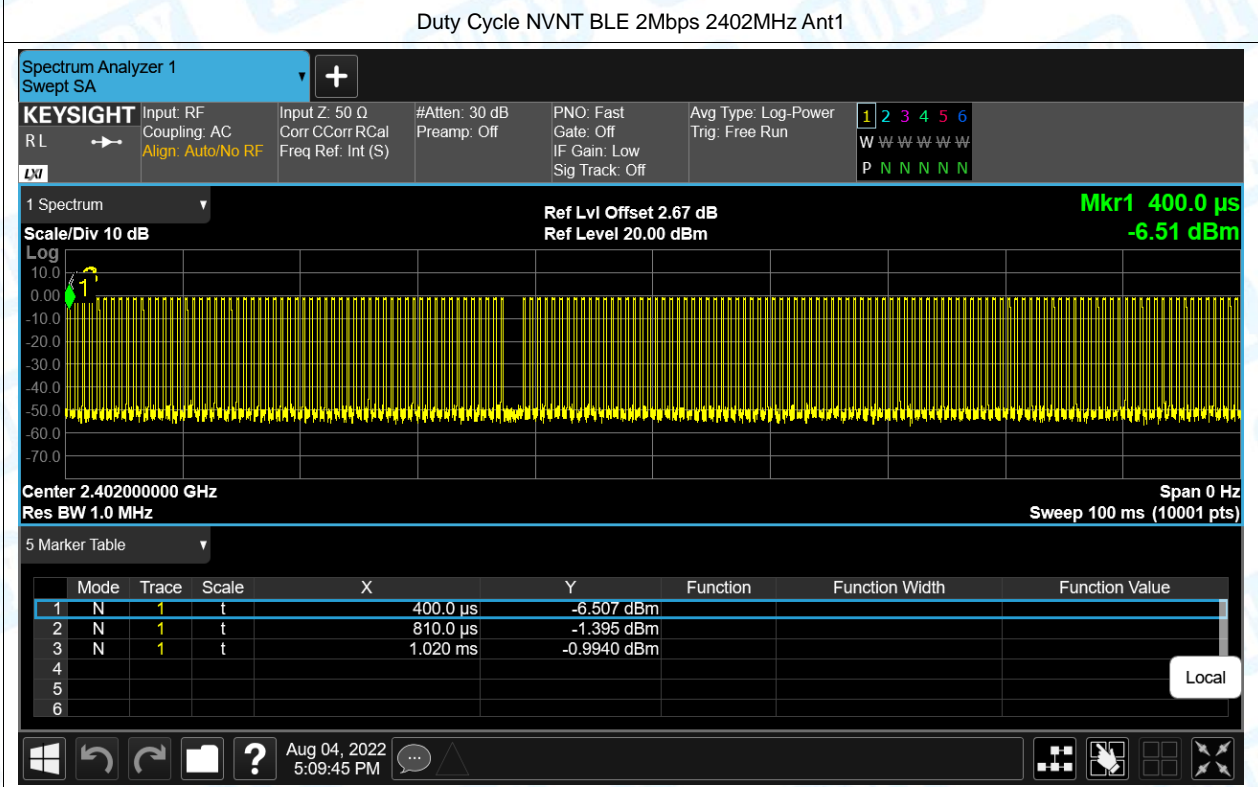 Duty Cycle NVNT BLE 2Mbps 2402MHz Ant1
Spectrum Analyzer 1
Swept SA
KEYSIGHT
R L
LXI
Input: RF
Coupling: AC
Align: Auto/No RF
Input Z: 50 Ω
Corr CCorr RCal
Freq Ref: Int (S)
#Atten: 30 dB
Preamp: Off
PNO: Fast
Gate: Off
IF Gain: Low
Sig Track: Off
Avg Type: Log-Power
Trig: Free Run
1 2 3 4 5 6
W W W W W W
P N N N N N
1 Spectrum
Scale/Div 10 dB
Ref Lvl Offset 2.67 dB
Ref Level 20.00 dBm
Mkr1 400.0 µs
-6.51 dBm
Log
10.0
0.00
-10.0
-20.0
-30.0
-40.0
-50.0
-60.0
-70.0
1
Center 2.402000000 GHz
Res BW 1.0 MHz
Span 0 Hz
Sweep 100 ms (10001 pts)
5 Marker Table
Mode Trace Scale X Y Function Function Width Function Value
1 N 1 t 400.0 µs -6.507 dBm
2 N 1 t 810.0 µs -1.395 dBm
3 N 1 t 1.020 ms -0.9940 dBm
4
5
6
Local
?
Aug 04, 2022
5:09:45 PM